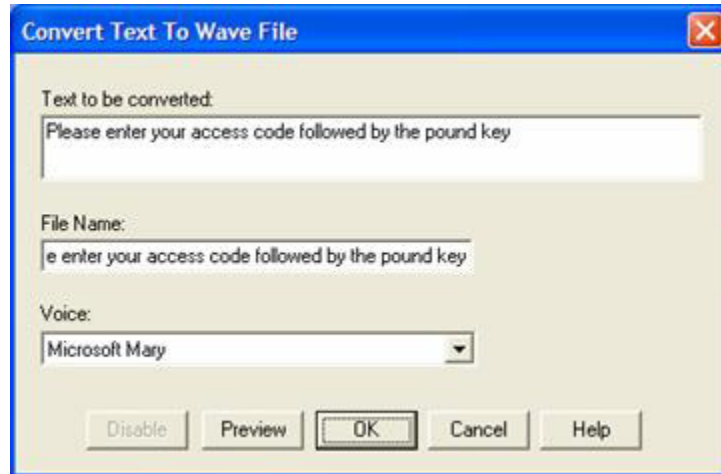 Convert Text To Wave File
Text to be converted:
Please enter your access code followed by the pound key
File Name:
e enter your access code followed by the pound key
Voice:
Microsoft Mary
Disable Preview OK Cancel Help